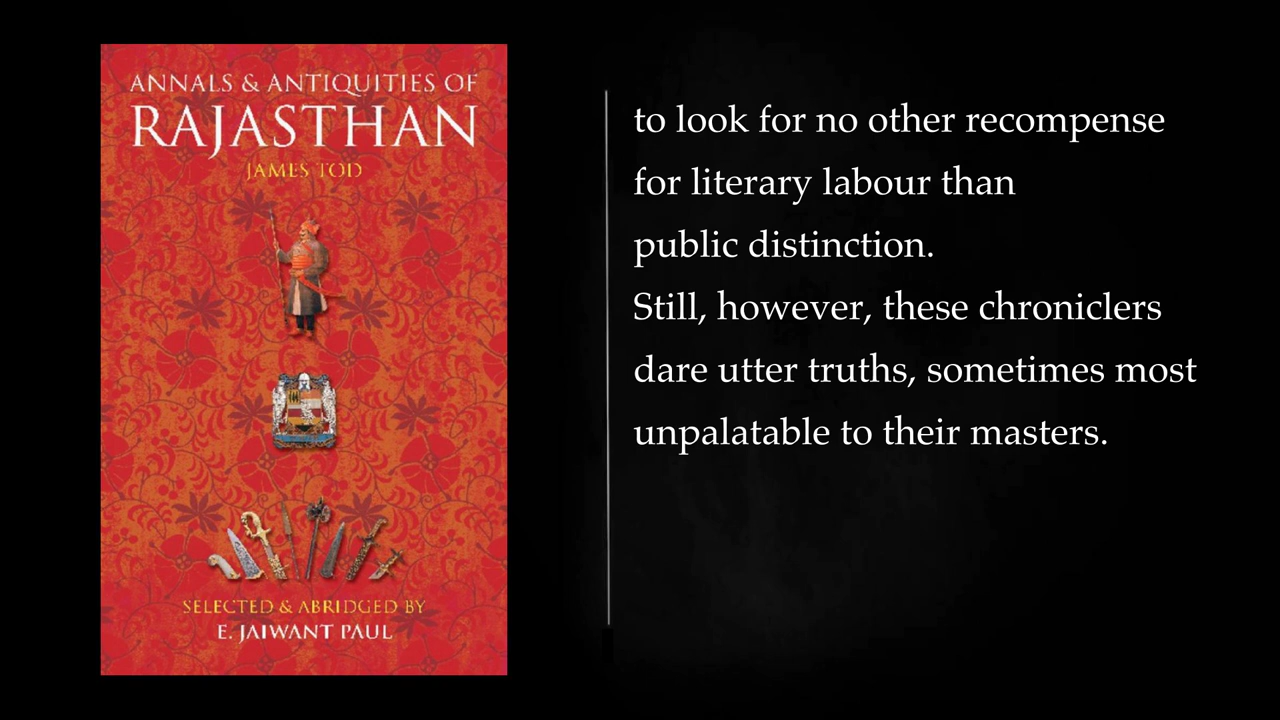 ANNALS & ANTIQUITIES OF
RAJASTHAN
JAMES TOD
SELECTED & ABRIDGED BY
E. JAIWANT PAUL
to look for no other recompense
for literary labour than
public distinction.
Still, however, these chroniclers
dare utter truths, sometimes most
unpalatable to their masters.